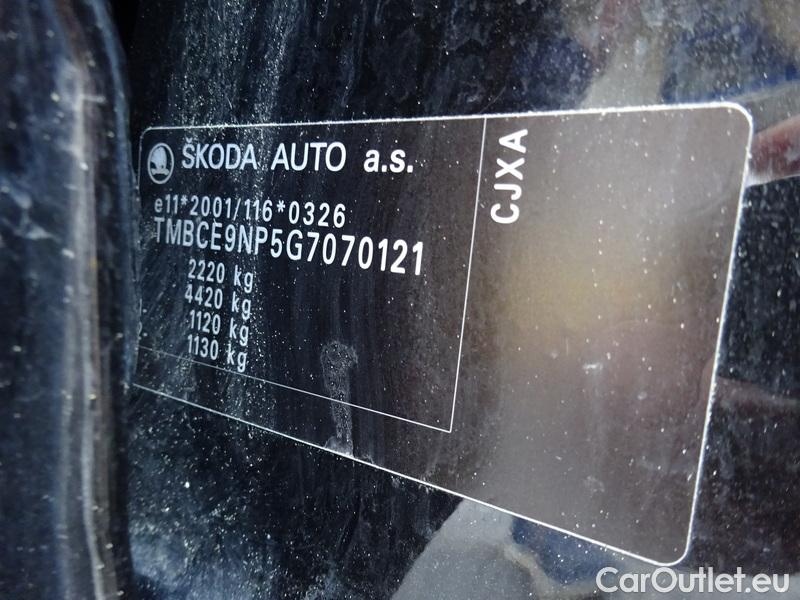 ŠKODA AUTO a.s.
e11*2001/116*0326
TMBCE9NP5G7070121
2220 kg
4420 kg
1120 kg
1130 kg
CJXA
CarOutlet.eu